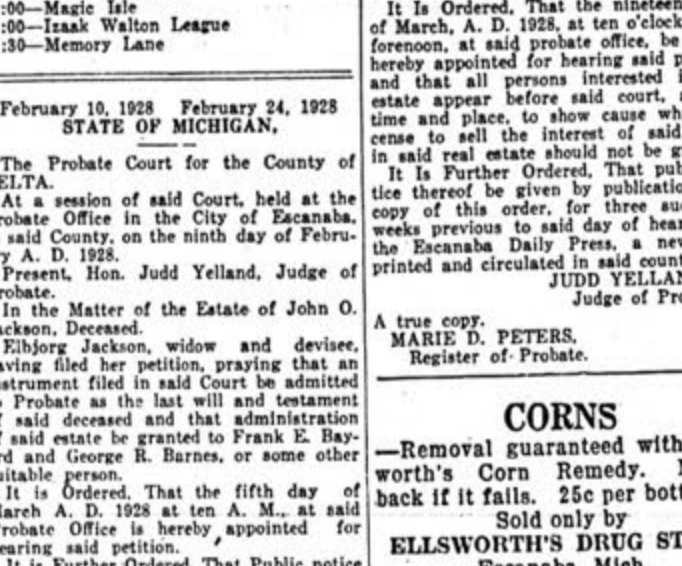 :00—Magic Isle
:00—Izaak Walton League
:30—Memory Lane
February 10, 1928 February 24, 1928
STATE OF MICHIGAN,
The Probate Court for the County of
ELTA.
At a session of said Court, held at the
robate Office in the City of Escanaba,
said County, on the ninth day of Febru-
y A. D. 1928.
Present, Hon. Judd Yelland, Judge of
robate.
In the Matter of the Estate of John O.
ackson, Deceased.
Elbjorg Jackson, widow and devisee,
aving filed her petition, praying that an
strument filed in said Court be admitted
Probate as the last will and testament
f said deceased and that administration
f said estate be granted to Frank E. Bay-
rd and George R. Barnes, or some other
uitable person.
It is Ordered, That the fifth day of
arch A. D. 1928 at ten A. M., at said
robate Office is hereby appointed for
earing said petition.
It is Further Ordered, That Public notice
It Is Ordered, That the nineteen
of March, A. D. 1928, at ten o'clock
forenoon, at said probate office, be
hereby appointed for hearing said p
and that all persons interested i
estate appear before said court, a
time and place, to show cause wh
cense to sell the interest of said
in said real estate should not be g
It Is Further Ordered, That pub
tice thereof be given by publicatio
copy of this order, for three suc
weeks previous to said day of hear
the Escanaba Daily Press, a new
printed and circulated in said count
JUDD YELLAN
Judge of Pro
A true copy.
MARIE D. PETERS,
Register of Probate.
CORNS
—Removal guaranteed with
worth's Corn Remedy. M
back if it fails. 25c per bott
Sold only by
ELLSWORTH'S DRUG ST
Escanaba, Mich.